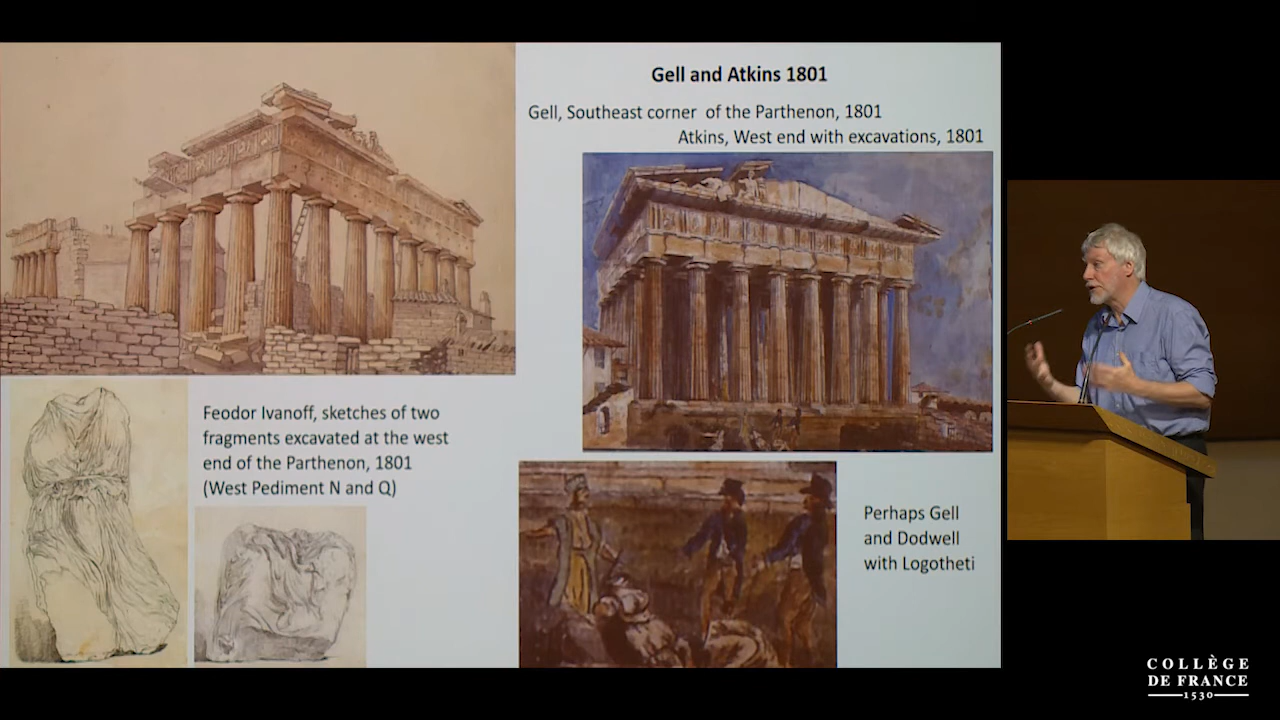 Gell and Atkins 1801
Gell, Southeast corner of the Parthenon, 1801
Atkins, West end with excavations, 1801
Feodor Ivanoff, sketches of two
fragments excavated at the west
end of the Parthenon, 1801
(West Pediment N and Q)
Perhaps Gell
and Dodwell
with Logotheti
COLLÈGE
DE FRANCE
1530